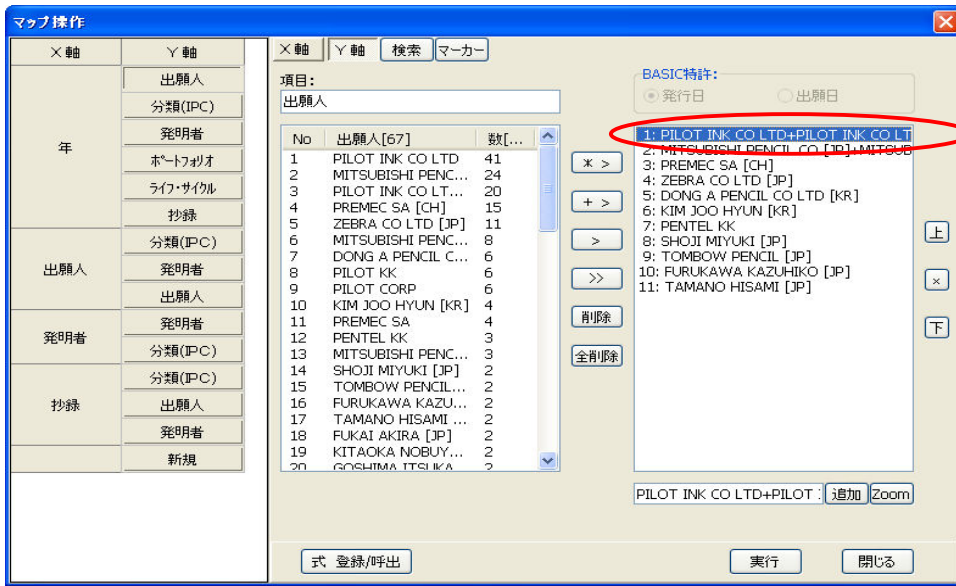 マップ操作
X軸 Y軸
年
出願人
分類(IPC)
発明者
ポートフォリオ
ライフ・サイクル
抄録
出願人
分類(IPC)
発明者
出願人
発明者
発明者
分類(IPC)
抄録
分類(IPC)
出願人
発明者
新規
X軸 Y軸 検索 マーカー
項目:
出願人
No 出願人[67] 数[...
1 PILOT INK CO LTD 41
2 MITSUBISHI PENC... 24
3 PILOT INK CO LT... 20
4 PREMEC SA [CH] 15
5 ZEBRA CO LTD [JP] 11
6 MITSUBISHI PENC... 8
7 DONG A PENCIL C... 6
8 PILOT KK 6
9 PILOT CORP 6
10 KIM JOO HYUN [KR] 4
11 PREMEC SA 4
12 PENTEL KK 3
13 MITSUBISHI PENC... 3
14 SHOJI MIYUKI [JP] 2
15 TOMBOW PENCIL... 2
16 FURUKAWA KAZU... 2
17 TAMANO HISAMI ... 2
18 FUKAI AKIRA [JP] 2
19 KITAOKA NOBUY... 2
20 GOSHIMA ITSUKA 2
* >
+ >
>
>>
削除
全削除
BASIC特許:
発行日 出願日
1: PILOT INK CO LTD+PILOT INK CO LT
2: MITSUBISHI PENCIL CO [JP]+MITSUB
3: PREMEC SA [CH]
4: ZEBRA CO LTD [JP]
5: DONG A PENCIL CO LTD [KR]
6: KIM JOO HYUN [KR]
7: PENTEL KK
8: SHOJI MIYUKI [JP]
9: TOMBOW PENCIL [JP]
10: FURUKAWA KAZUHIKO [JP]
11: TAMANO HISAMI [JP]
上
×
下
PILOT INK CO LTD+PILOT : 追加 Zoom
式 登録/呼出 実行 閉じる